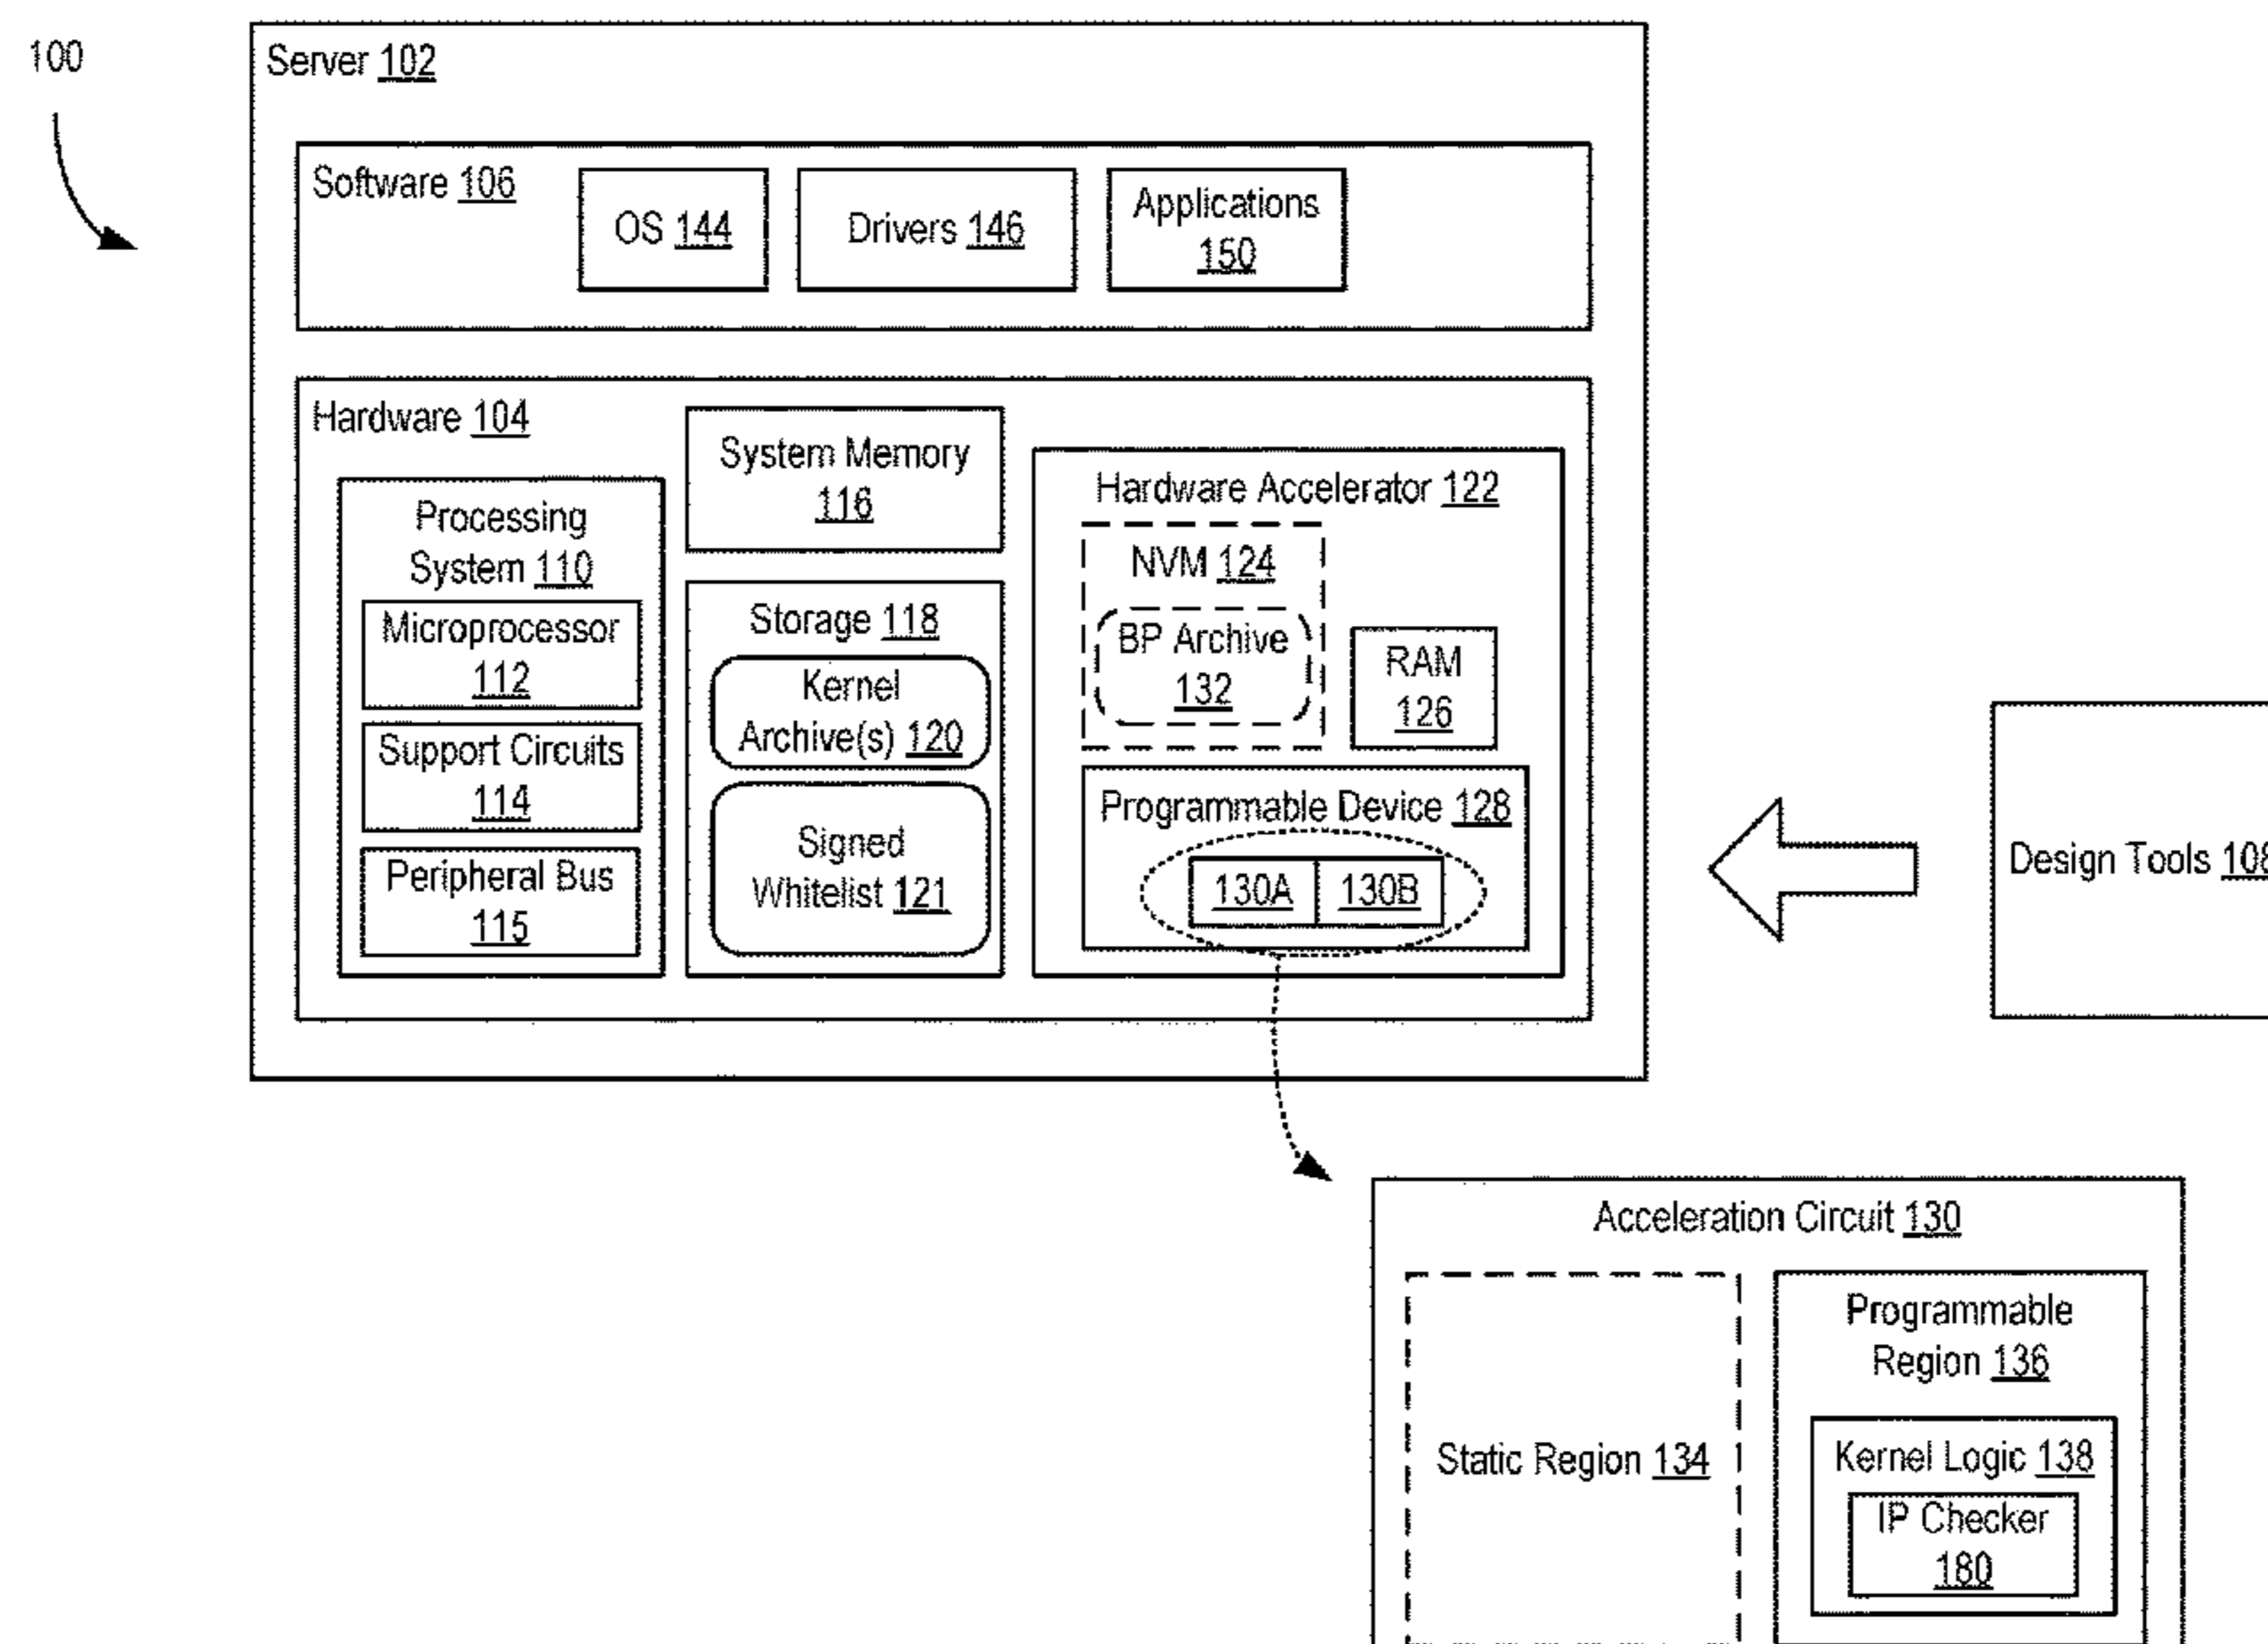 100
Server 102
Software 106
OS 144
Drivers 146
Applications
150
Hardware 104
Processing
System 110
Microprocessor
112
Support Circuits
114
Peripheral Bus
115
System Memory
116
Storage 118
Kernel
Archive(s) 120
Signed
Whitelist 121
Hardware Accelerator 122
NVM 124
BP Archive
132
RAM
126
Programmable Device 128
130A 130B
Design Tools 108
Acceleration Circuit 130
Static Region 134
Programmable
Region 136
Kernel Logic 138
IP Checker
180